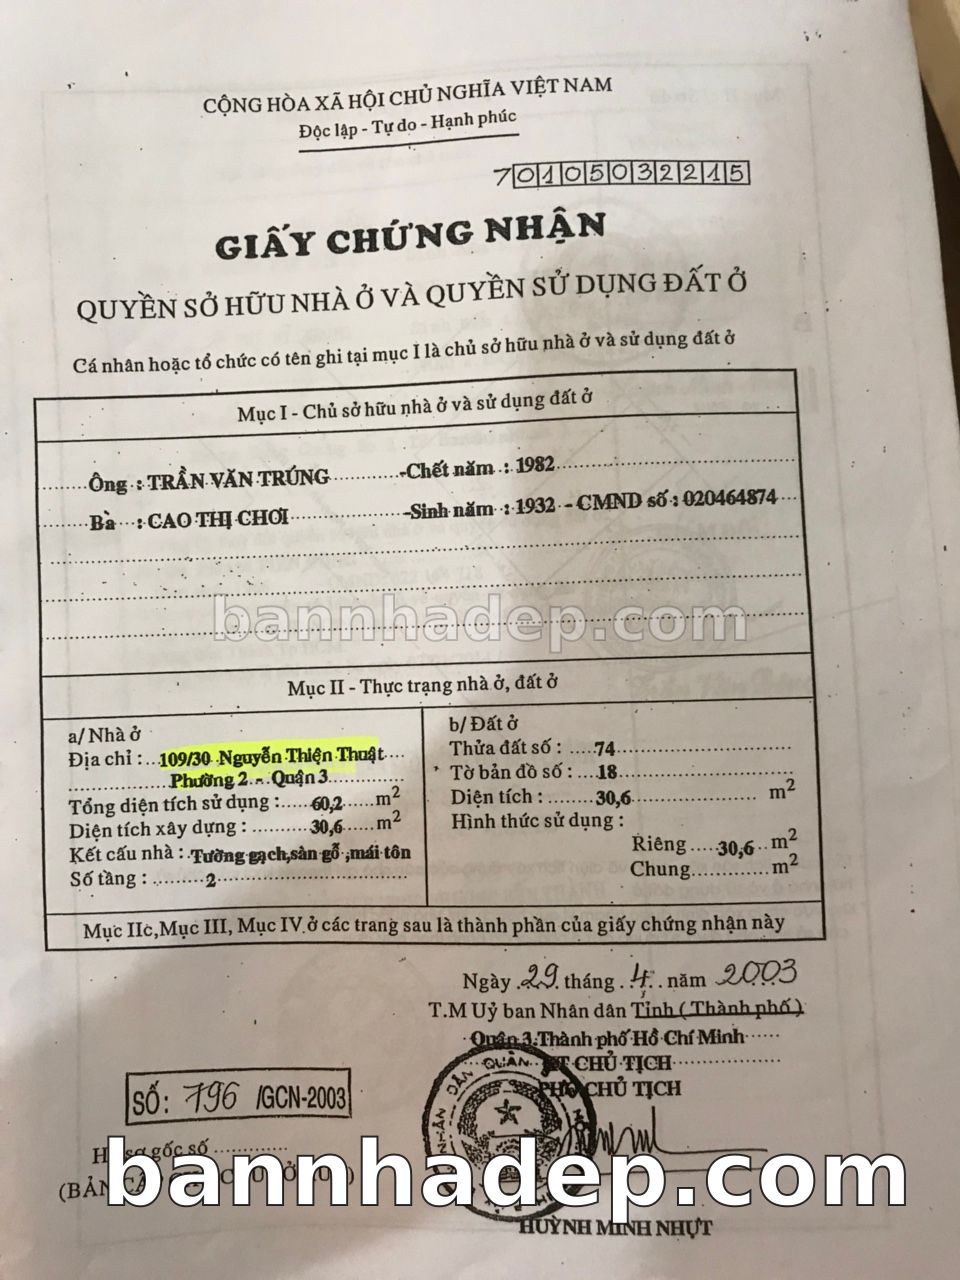 CỘNG HÒA XÃ HỘI CHỦ NGHĨA VIỆT NAM
Độc lập - Tự do - Hạnh phúc
70105032215
GIẤY CHỨNG NHẬN
QUYỀN SỞ HỮU NHÀ Ở VÀ QUYỀN SỬ DỤNG ĐẤT Ở
Cá nhân hoặc tổ chức có tên ghi tại mục I là chủ sở hữu nhà ở và sử dụng đất ở
Mục I - Chủ sở hữu nhà ở và sử dụng đất ở
Ông : TRẦN VĂN TRÚNG -Chết năm : 1982
Bà : CAO THỊ CHƠI -Sinh năm : 1932 - CMND số : 020464874
bannhadep.com
Mục II - Thực trạng nhà ở, đất ở
a/ Nhà ở
Địa chỉ : 109/30 Nguyễn Thiện Thuật
Phường 2 - Quận 3
Tổng diện tích sử dụng : 60,2 m2
Diện tích xây dựng : 30,6 m2
Kết cấu nhà : Tường gạch,sàn gỗ ,mái tôn
Số tầng : 2
b/ Đất ở
Thửa đất số : 74
Tờ bản đồ số : 18
Diện tích : 30,6 m2
Hình thức sử dụng :
Riêng 30,6 m2
Chung m2
Mục IIc,Mục III, Mục IV ở các trang sau là thành phần của giấy chứng nhận này
Ngày 29 tháng 4 năm 2003
T.M Uỷ ban Nhân dân Tỉnh ( Thành phố )
Quận 3 Thành phố Hồ Chí Minh
KT CHỦ TỊCH
PHÓ CHỦ TỊCH
SỐ: 796 /GCN-2003
gốc số
bannhadep.com
HUỲNH MINH NHỰT